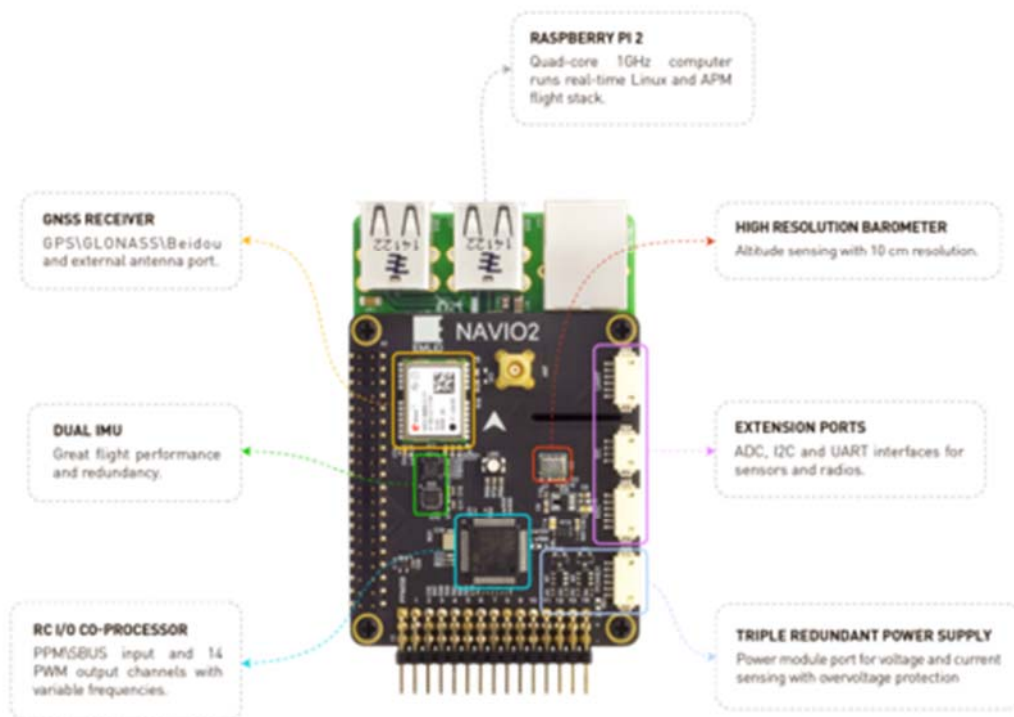 RASPBERRY PI 2
Quad-core 1GHz computer
runs real-time Linux and APM
flight stack.
GNSS RECEIVER
GPS\GLONASS\Beidou
and external antenna port.
HIGH RESOLUTION BAROMETER
Altitude sensing with 10 cm resolution.
14122
14122
NAVIO2
DUAL IMU
Great flight performance
and redundancy.
EXTENSION PORTS
ADC, I2C and UART interfaces for
sensors and radios.
RC I/O CO-PROCESSOR
PPM\SBUS input and 14
PWM output channels with
variable frequencies.
TRIPLE REDUNDANT POWER SUPPLY
Power module port for voltage and current
sensing with overvoltage protection